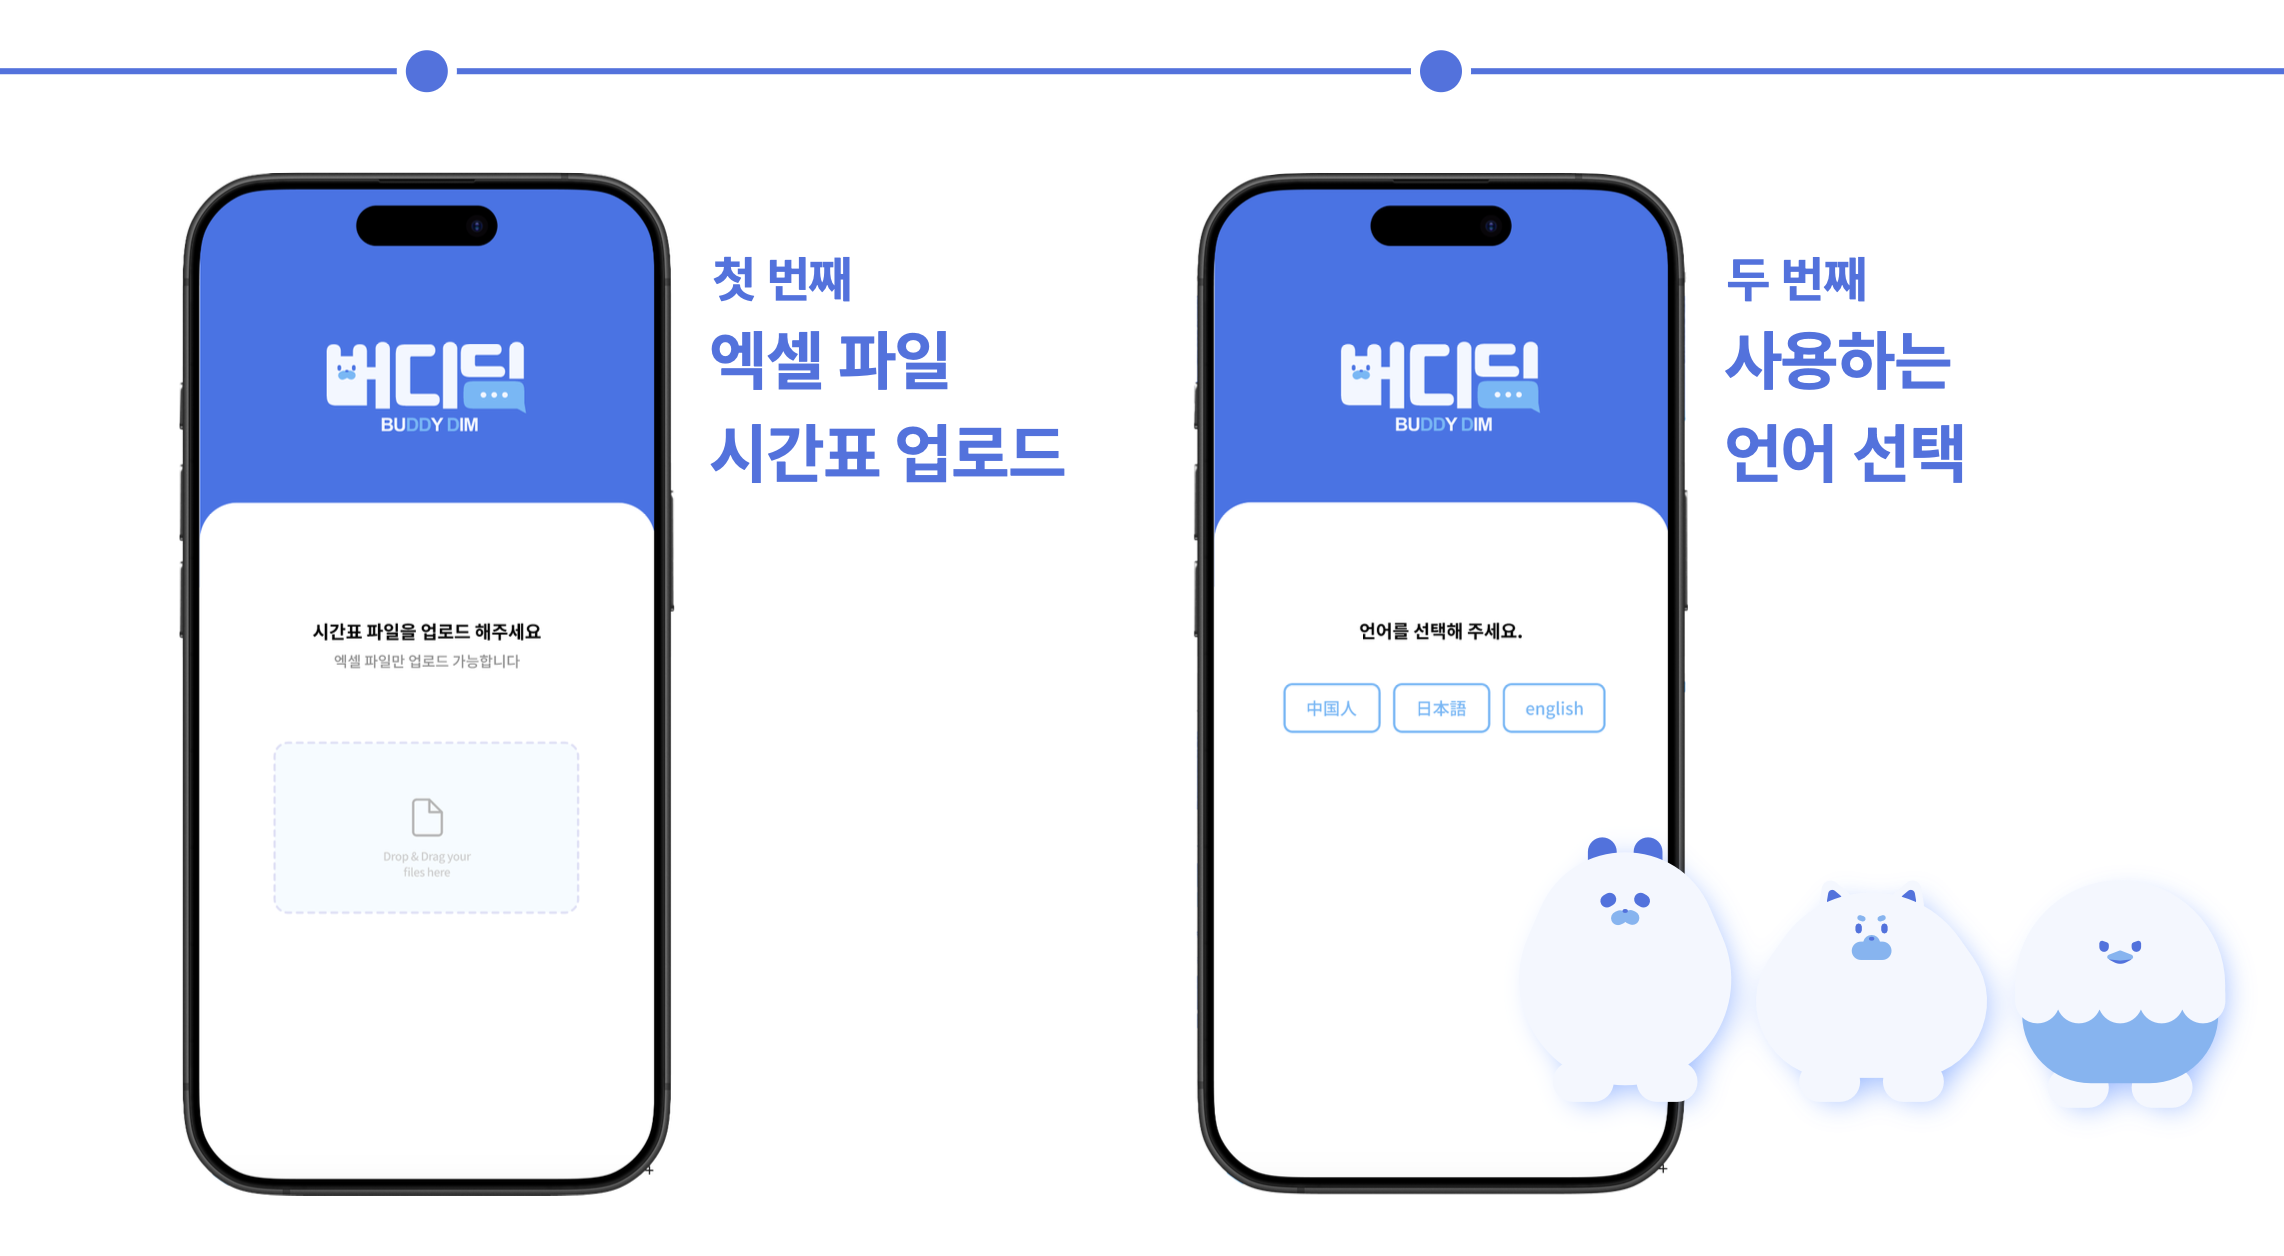 버디딤
BUDDY DIM
시간표 파일을 업로드 해주세요
엑셀 파일만 업로드 가능합니다
Drop & Drag your
files here
첫 번째
엑셀 파일
시간표 업로드
버디딤
BUDDY DIM
언어를 선택해 주세요.
中国人
日本語
english
두 번째
사용하는
언어 선택